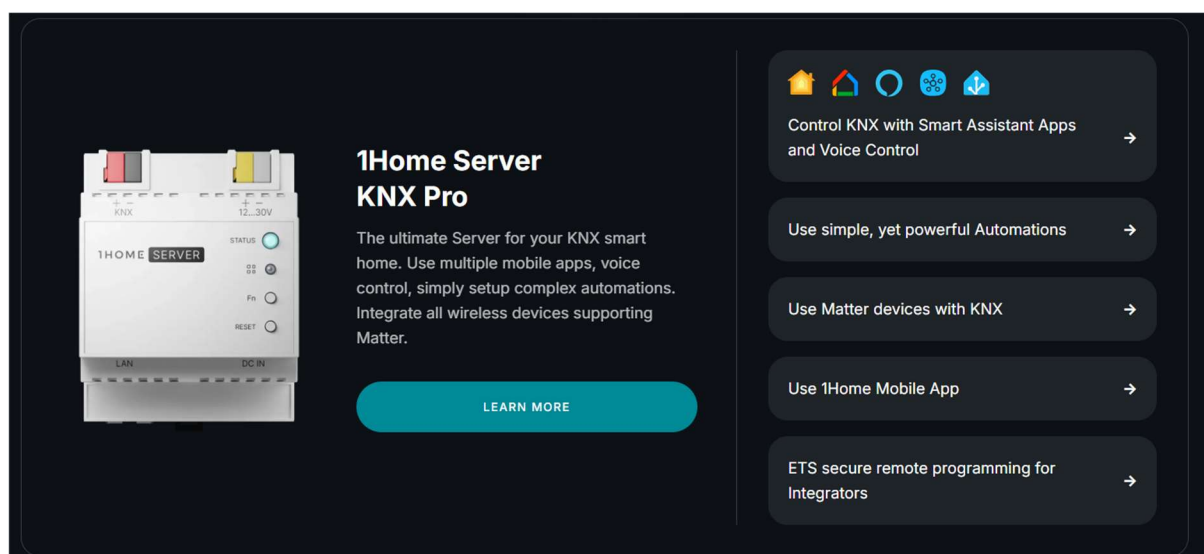 KNX
12...30V
STATUS
1HOME SERVER
Fn
RESET
LAN
DC IN
1Home Server
KNX Pro
The ultimate Server for your KNX smart
home. Use multiple mobile apps, voice
control, simply setup complex automations.
Integrate all wireless devices supporting
Matter.
LEARN MORE
Control KNX with Smart Assistant Apps
and Voice Control
Use simple, yet powerful Automations
Use Matter devices with KNX
Use 1Home Mobile App
ETS secure remote programming for
Integrators